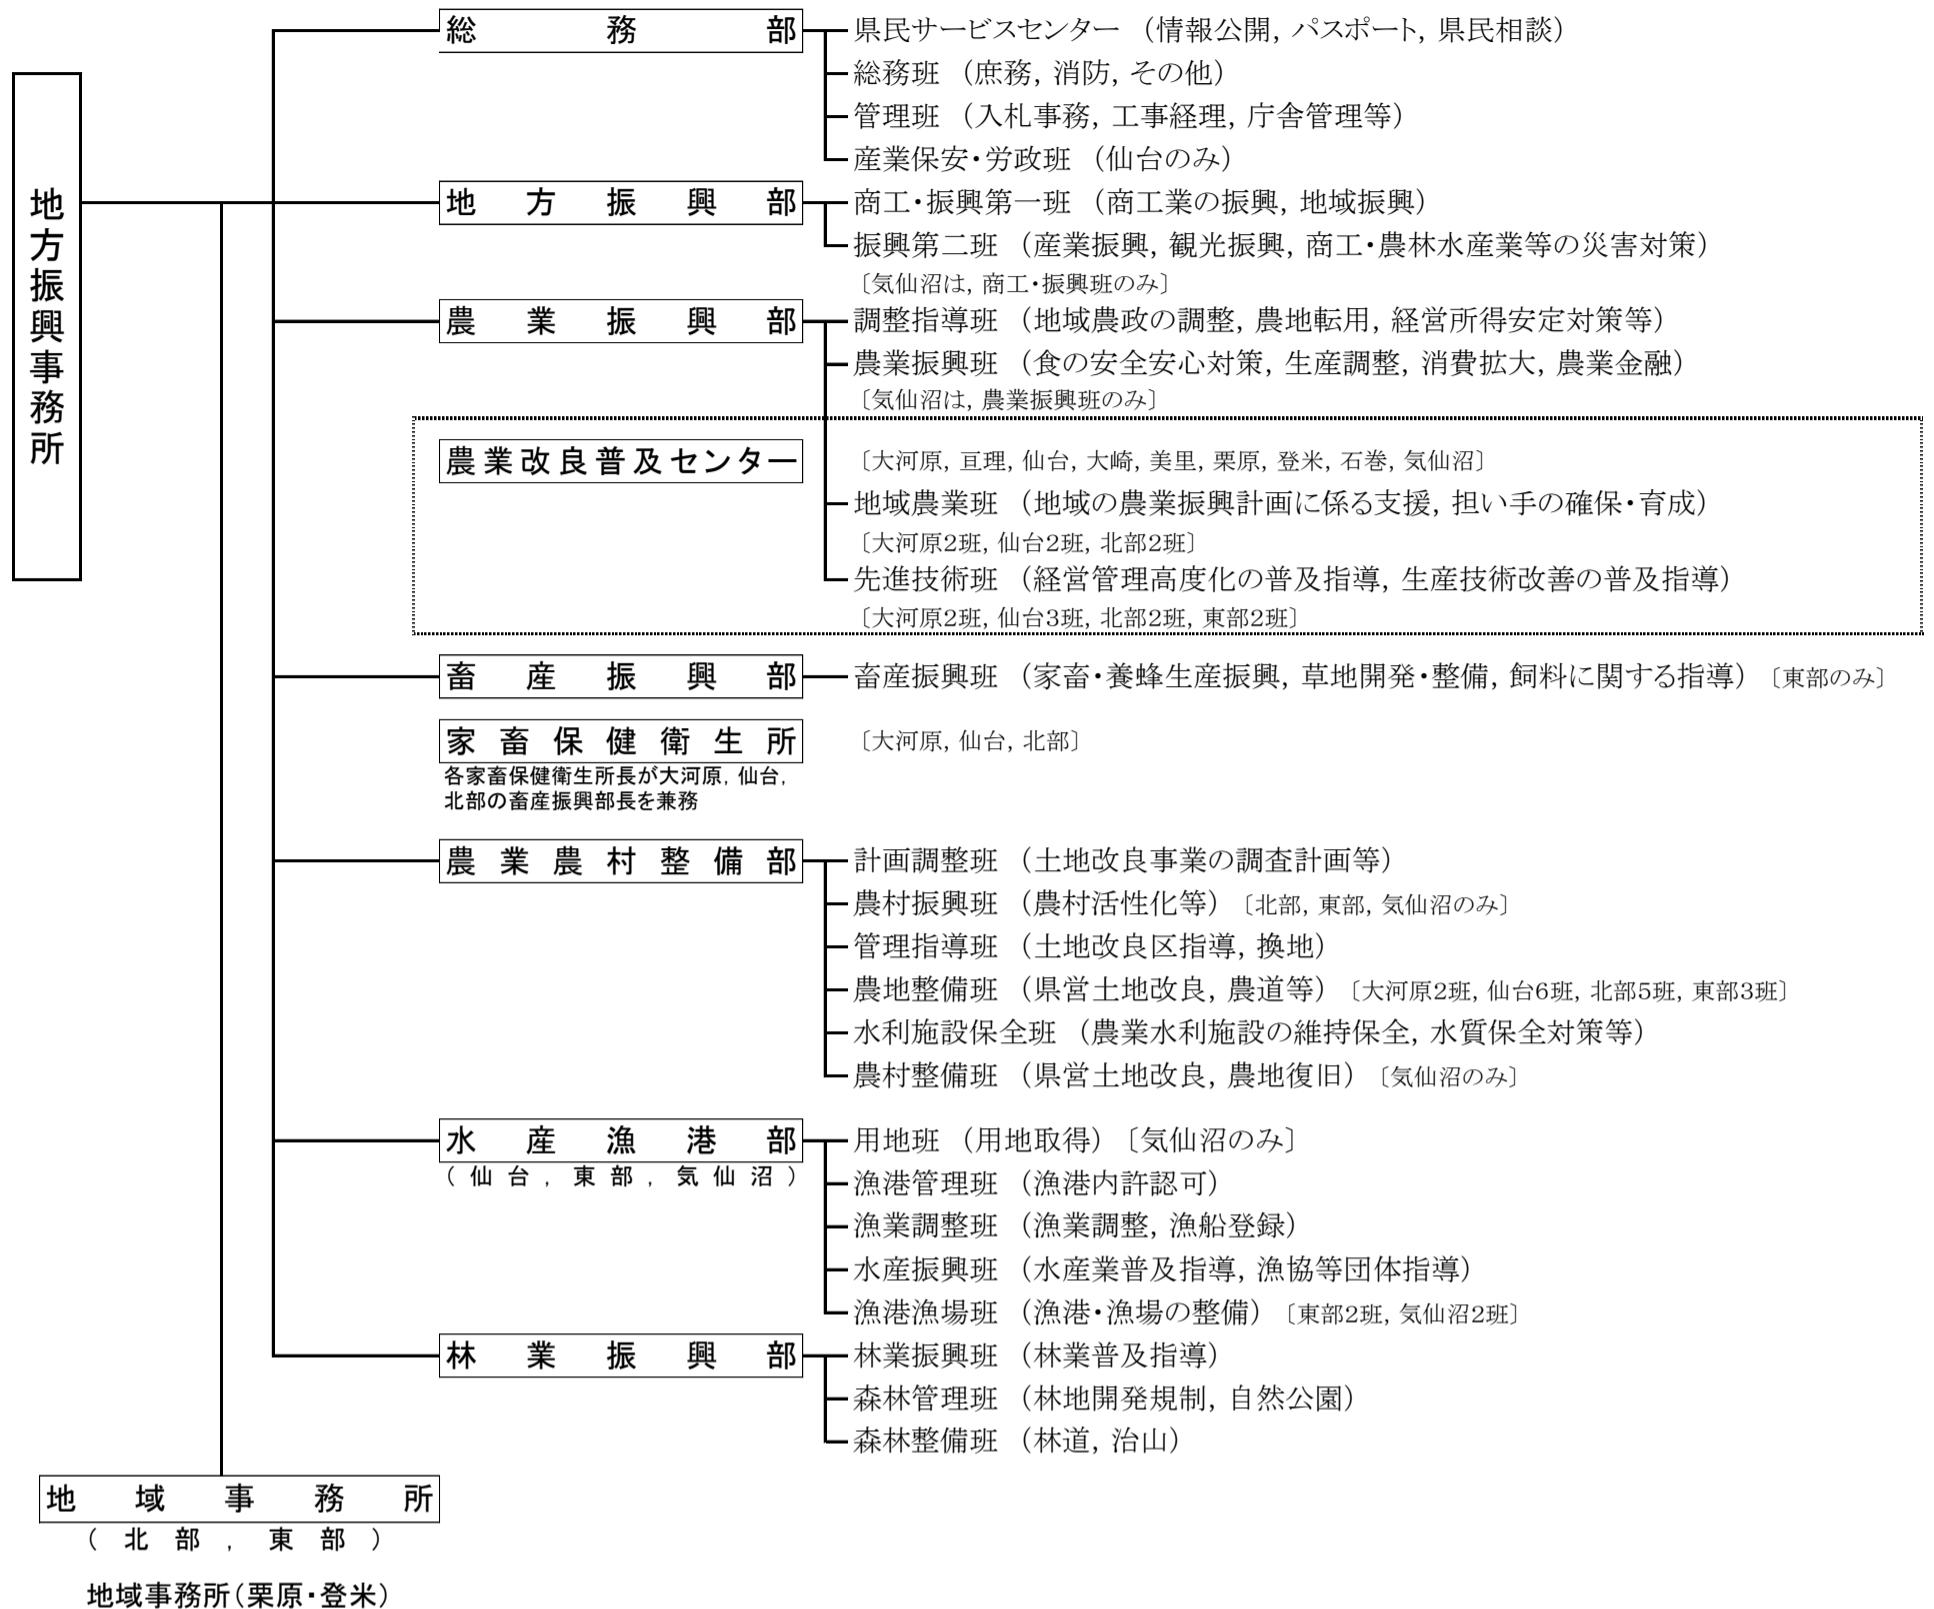 総務部
県民サービスセンター （情報公開, パスポート, 県民相談）
総務班 （庶務, 消防, その他）
管理班 （入札事務, 工事経理, 庁舎管理等）
産業保安・労政班 （仙台のみ）
地方振興事務所
地方振興部
商工・振興第一班 （商工業の振興, 地域振興）
振興第二班 （産業振興, 観光振興, 商工・農林水産業等の災害対策）
〔気仙沼は, 商工・振興班のみ〕
農業振興部
調整指導班 （地域農政の調整, 農地転用, 経営所得安定対策等）
農業振興班 （食の安全安心対策, 生産調整, 消費拡大, 農業金融）
〔気仙沼は, 農業振興班のみ〕
農業改良普及センター
〔大河原, 亘理, 仙台, 大崎, 美里, 栗原, 登米, 石巻, 気仙沼〕
地域農業班 （地域の農業振興計画に係る支援, 担い手の確保・育成）
〔大河原2班, 仙台2班, 北部2班〕
先進技術班 （経営管理高度化の普及指導, 生産技術改善の普及指導）
〔大河原2班, 仙台3班, 北部2班, 東部2班〕
畜産振興部
畜産振興班 （家畜・養蜂生産振興, 草地開発・整備, 飼料に関する指導） 〔東部のみ〕
家畜保健衛生所
〔大河原, 仙台, 北部〕
各家畜保健衛生所長が大河原, 仙台,
北部の畜産振興部長を兼務
農業農村整備部
計画調整班 （土地改良事業の調査計画等）
農村振興班 （農村活性化等） 〔北部, 東部, 気仙沼のみ〕
管理指導班 （土地改良区指導, 換地）
農地整備班 （県営土地改良, 農道等） 〔大河原2班, 仙台6班, 北部5班, 東部3班〕
水利施設保全班 （農業水利施設の維持保全, 水質保全対策等）
農村整備班 （県営土地改良, 農地復旧） 〔気仙沼のみ〕
水産漁港部
用地班 （用地取得） 〔気仙沼のみ〕
（仙台, 東部, 気仙沼）
漁港管理班 （漁港内許認可）
漁業調整班 （漁業調整, 漁船登録）
水産振興班 （水産業普及指導, 漁協等団体指導）
漁港漁場班 （漁港・漁場の整備） 〔東部2班, 気仙沼2班〕
林業振興部
林業振興班 （林業普及指導）
森林管理班 （林地開発規制, 自然公園）
森林整備班 （林道, 治山）
地域事務所
（北部, 東部）
地域事務所（栗原・登米）